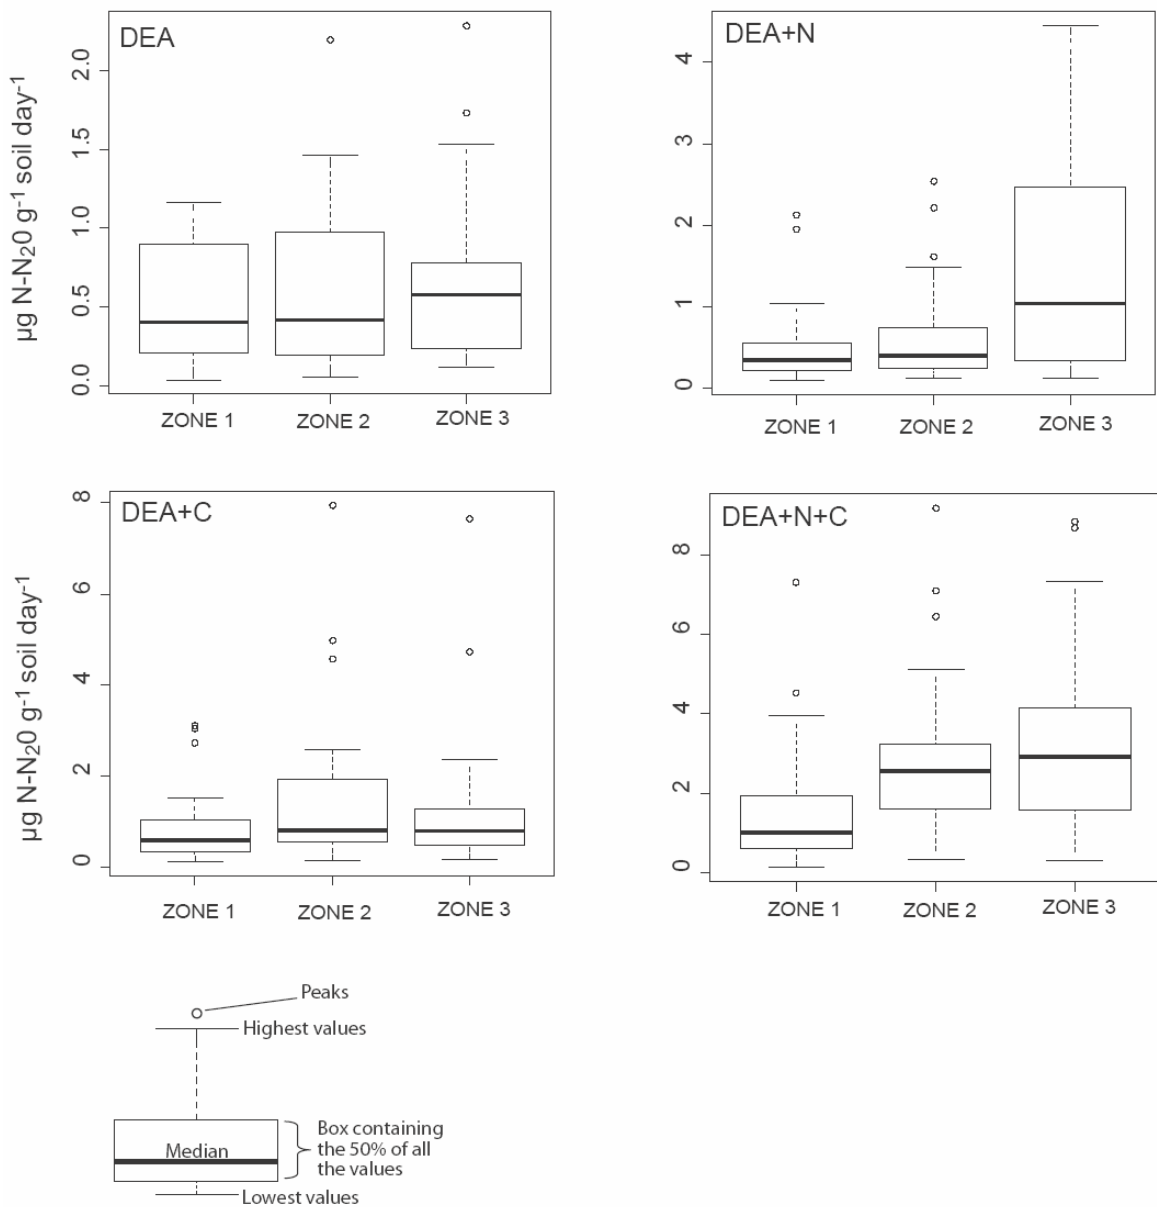 DEA
µg N-N₂0 g⁻¹ soil day⁻¹
2.0
1.5
1.0
0.5
0.0
ZONE 1 ZONE 2 ZONE 3
DEA+N
4
3
2
1
0
ZONE 1 ZONE 2 ZONE 3
DEA+C
µg N-N₂0 g⁻¹ soil day⁻¹
8
6
4
2
0
ZONE 1 ZONE 2 ZONE 3
DEA+N+C
8
6
4
2
0
ZONE 1 ZONE 2 ZONE 3
Peaks
Highest values
Median
Box containing
the 50% of all
the values
Lowest values